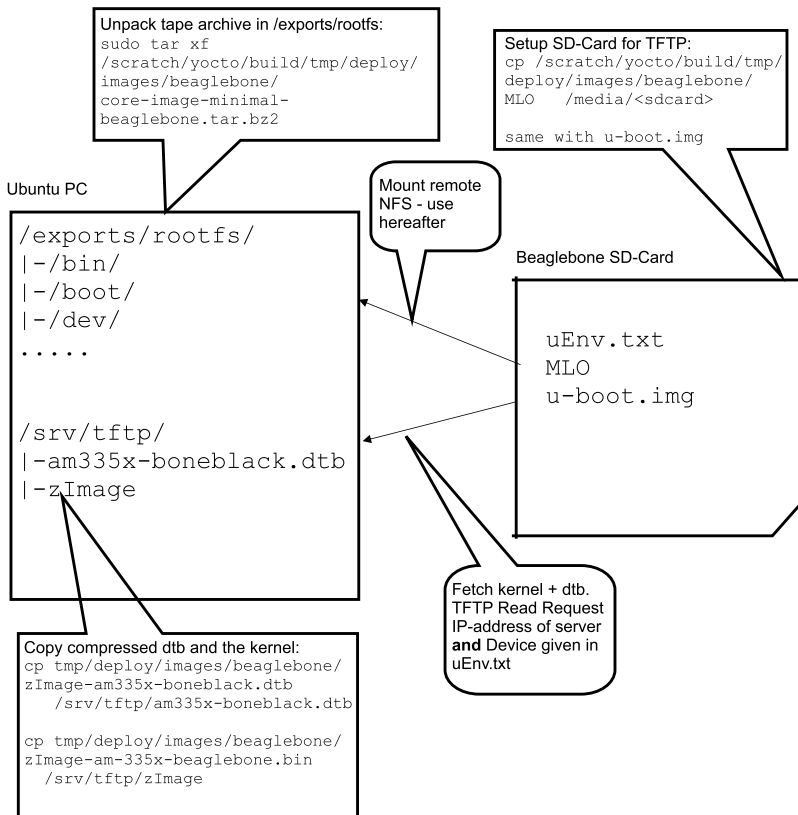 Unpack tape archive in /exports/rootfs:
sudo tar xf
/scratch/yocto/build/tmp/deploy/
images/beaglebone/
core-image-minimal-
beaglebone.tar.bz2
Setup SD-Card for TFTP:
cp /scratch/yocto/build/tmp/
deploy/images/beaglebone/
MLO /media/<sdcard>
same with u-boot.img
Ubuntu PC
/exports/rootfs/
|-/bin/
|-/boot/
|-/dev/
.....
/srv/tftp/
|-am335x-boneblack.dtb
|-zImage
Mount remote
NFS - use
hereafter
Beaglebone SD-Card
uEnv.txt
MLO
u-boot.img
Fetch kernel + dtb.
TFTP Read Request
IP-address of server
and Device given in
uEnv.txt
Copy compressed dtb and the kernel:
cp tmp/deploy/images/beaglebone/
zImage-am335x-boneblack.dtb
/srv/tftp/am335x-boneblack.dtb
cp tmp/deploy/images/beaglebone/
zImage-am-335x-beaglebone.bin
/srv/tftp/zImage